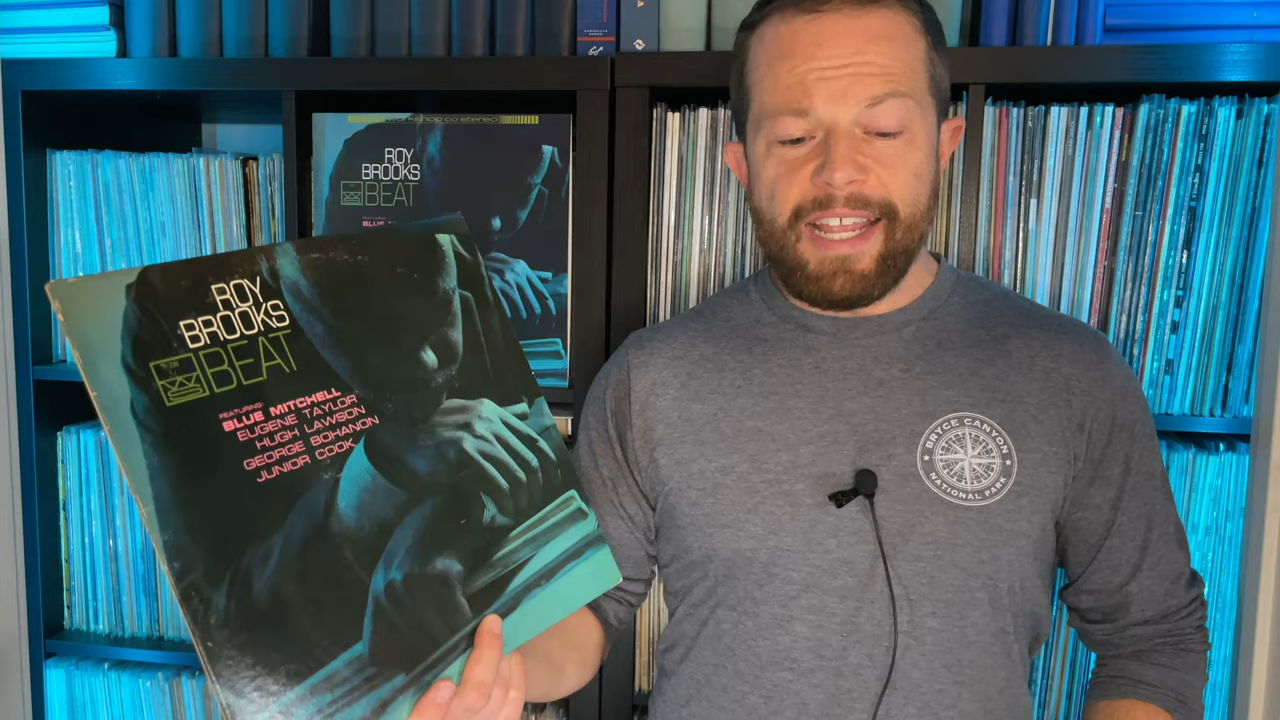 ROY
BROOKS
BEAT
ROY
BROOKS
BEAT
FEATURING:
BLUE MITCHELL
EUGENE TAYLOR
HUGH LAWSON
GEORGE BOHANON
JUNIOR COOK
BRYCE CANYON
NATIONAL PARK